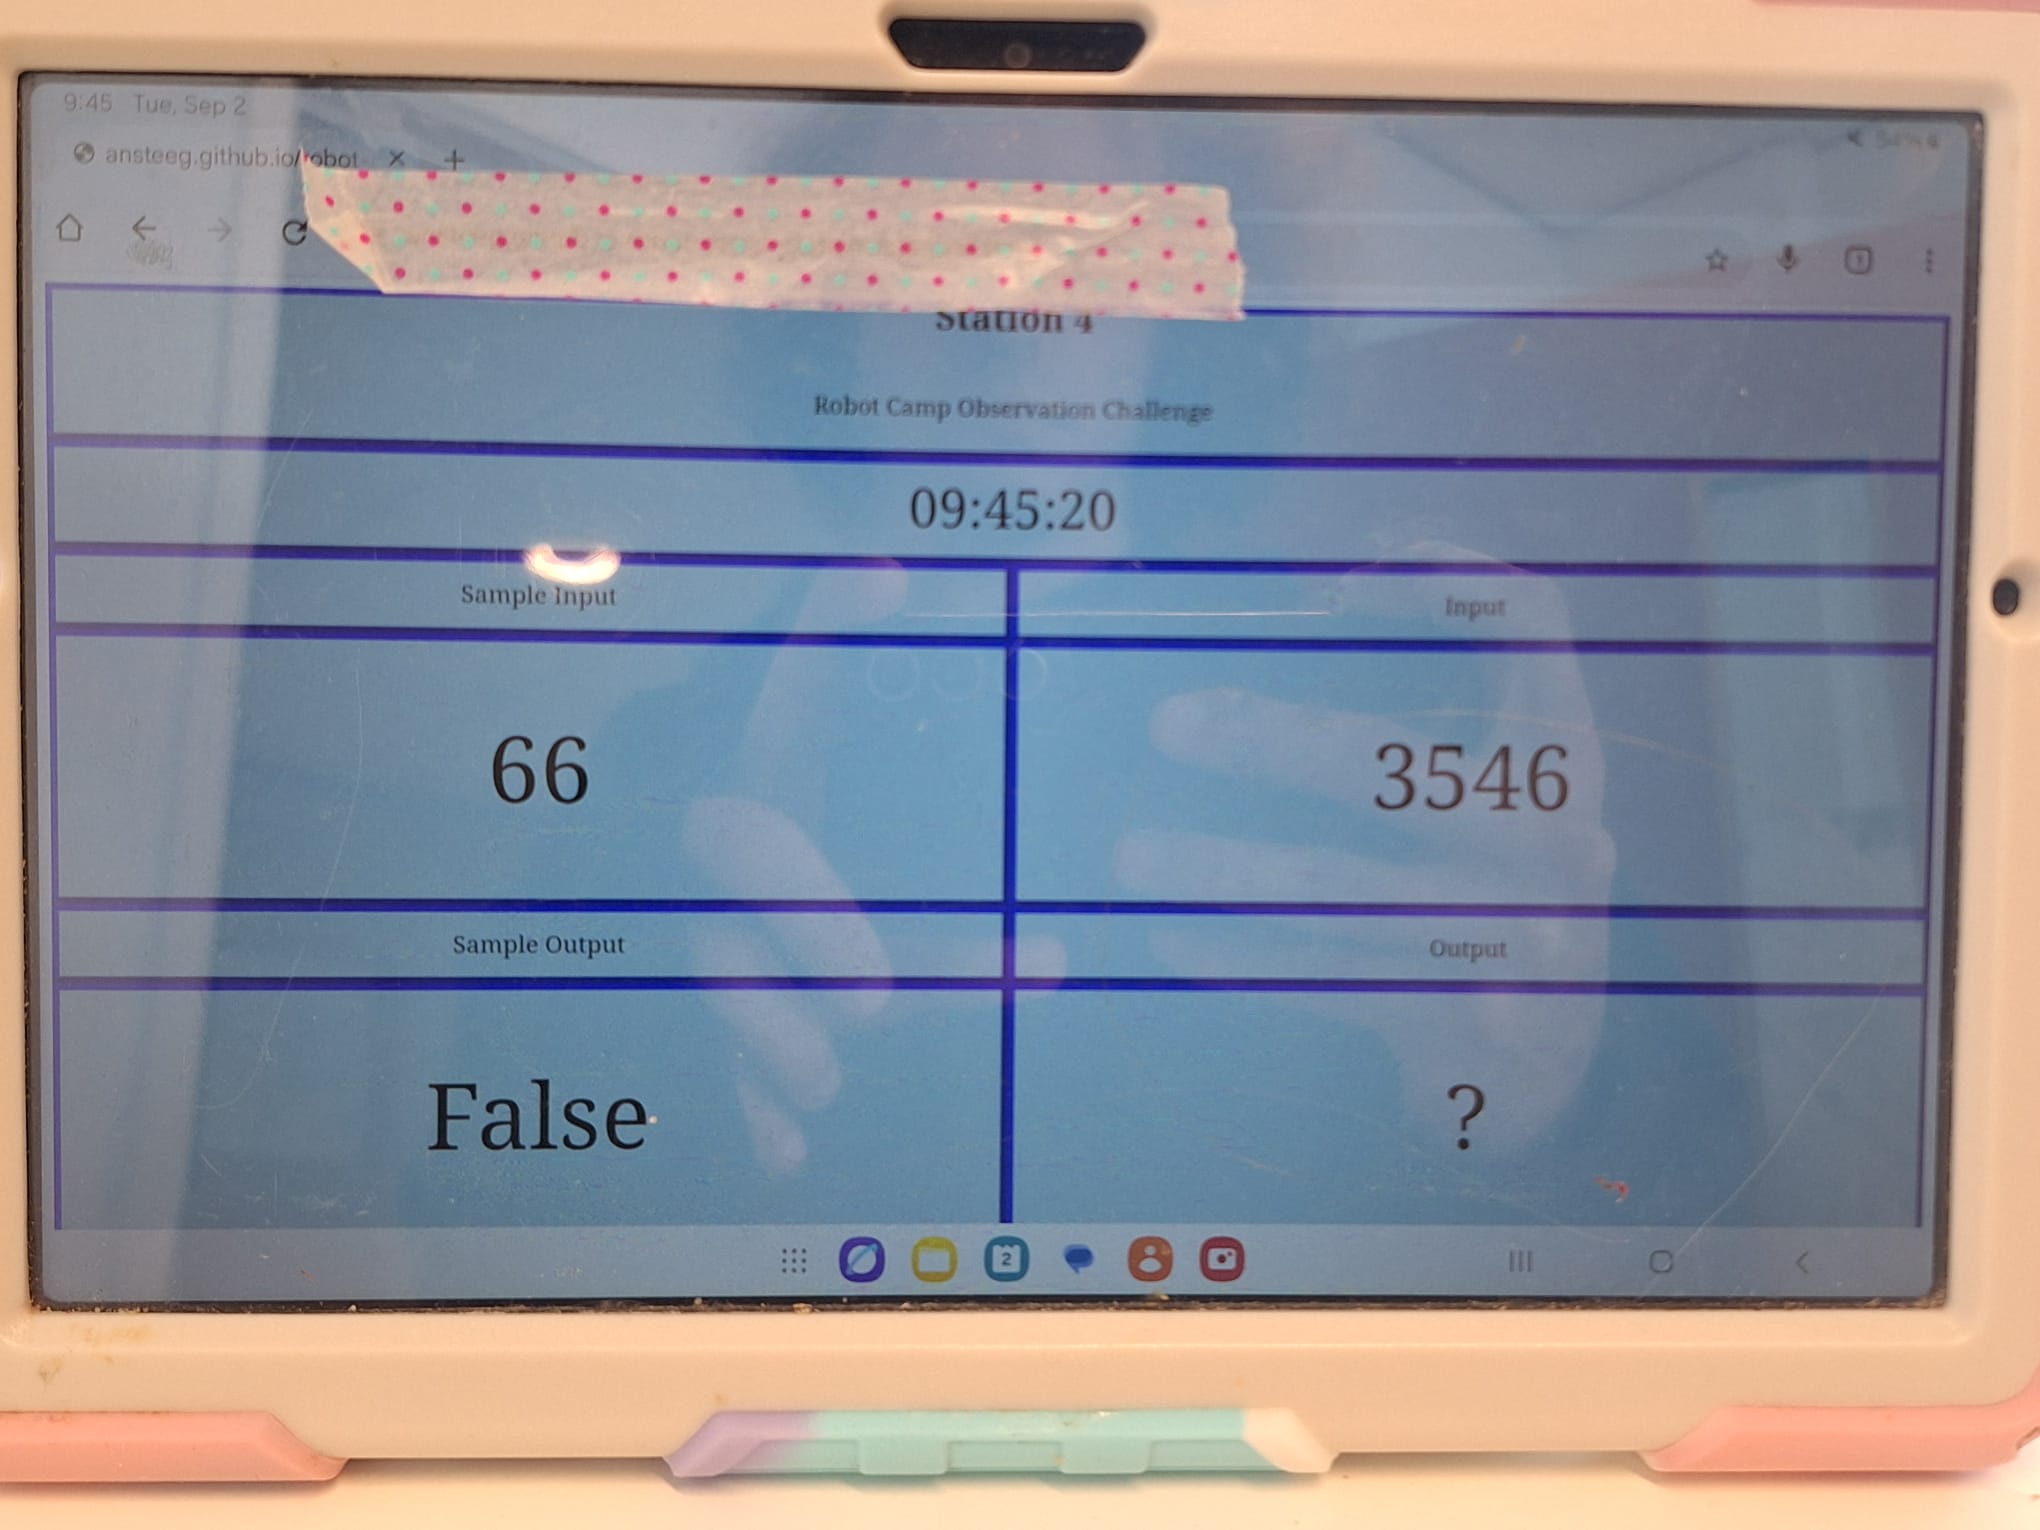 9:45 Tue, Sep 2
54%
ansteeg.github.io/robot
Station 4
Robot Camp Observation Challenge
09:45:20
Sample Input
Input
66
3546
Sample Output
Output
False
?
2